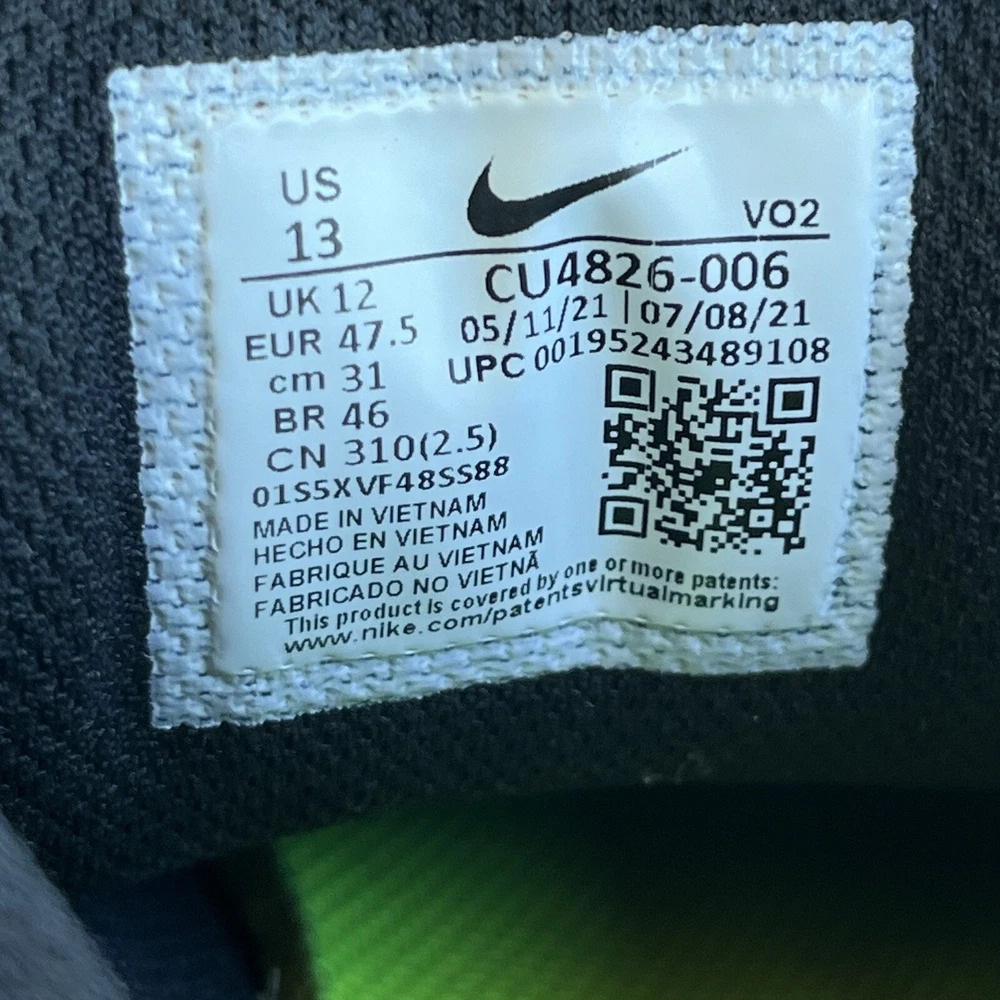 US
13
VO2
UK 12
EUR 47.5
cm 31
BR 46
CN 310(2.5)
CU4826-006
05/11/21 | 07/08/21
UPC 00195243489108
01S5XVF48SS88
MADE IN VIETNAM
HECHO EN VIETNAM
FABRIQUE AU VIETNAM
FABRICADO NO VIETNÃ
This product is covered by one or more patents:
www.nike.com/patentsvirtualmarking